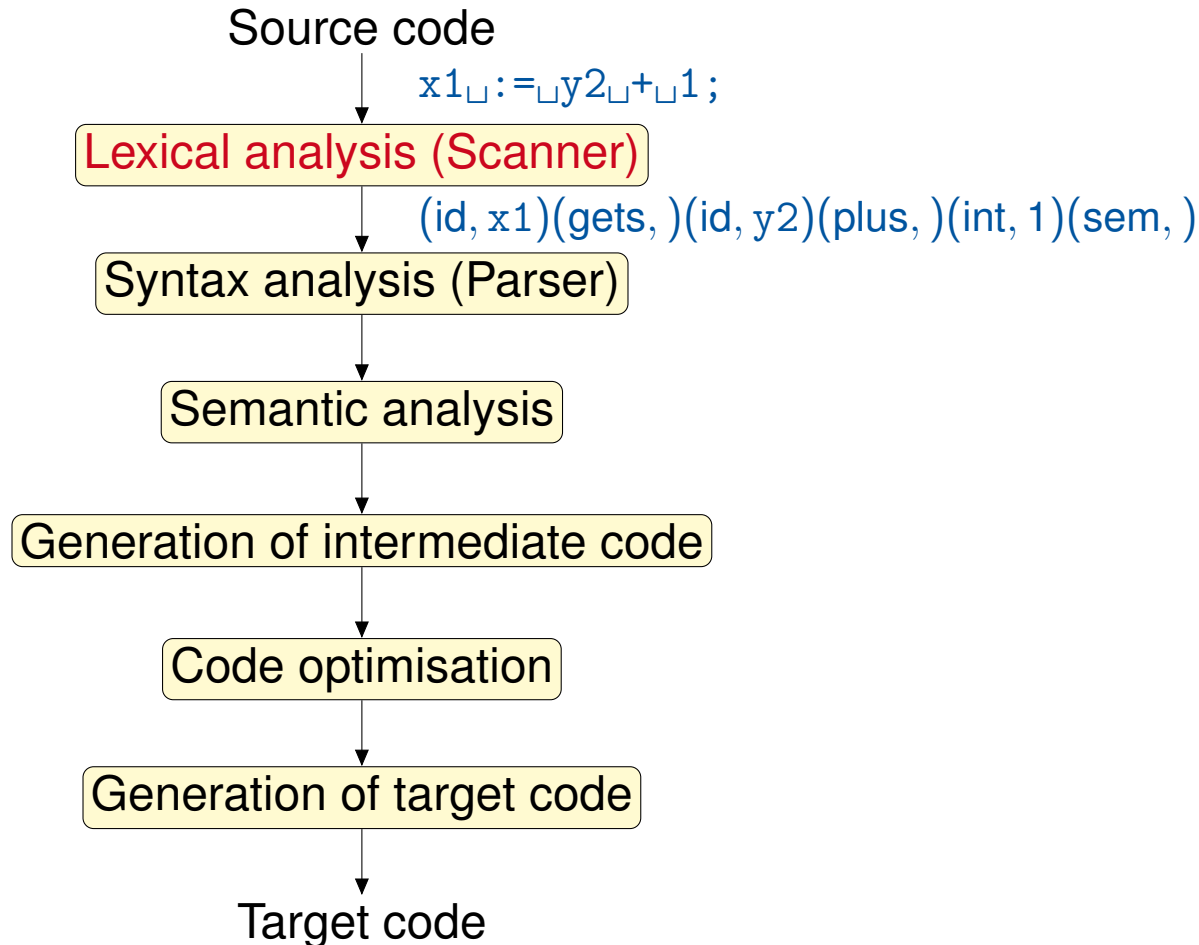 Source code
x1␣:=␣y2␣+␣1;
Lexical analysis (Scanner)
(id, x1)(gets, )(id, y2)(plus, )(int, 1)(sem, )
Syntax analysis (Parser)
Semantic analysis
Generation of intermediate code
Code optimisation
Generation of target code
Target code